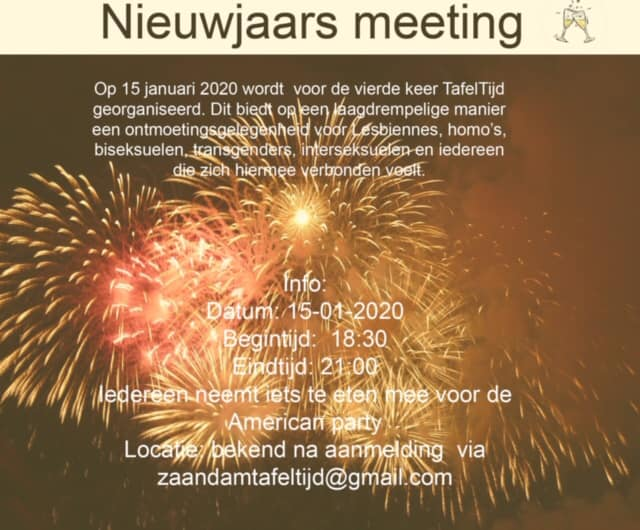 Nieuwjaars meeting
Op 15 januari 2020 wordt voor de vierde keer TafelTijd
georganiseerd. Dit biedt op een laagdrempelige manier
een ontmoetingsgelegenheid voor Lesbiennes, homo's,
biseksuelen, transgenders, interseksuelen en iedereen
die zich hiermee verbonden voelt.
Info:
Datum: 15-01-2020
Begintijd: 18:30
Eindtijd: 21:00
Iedereen neemt iets te eten mee voor de
American party
Locatie: bekend na aanmelding via
zaandamtafeltijd@gmail.com